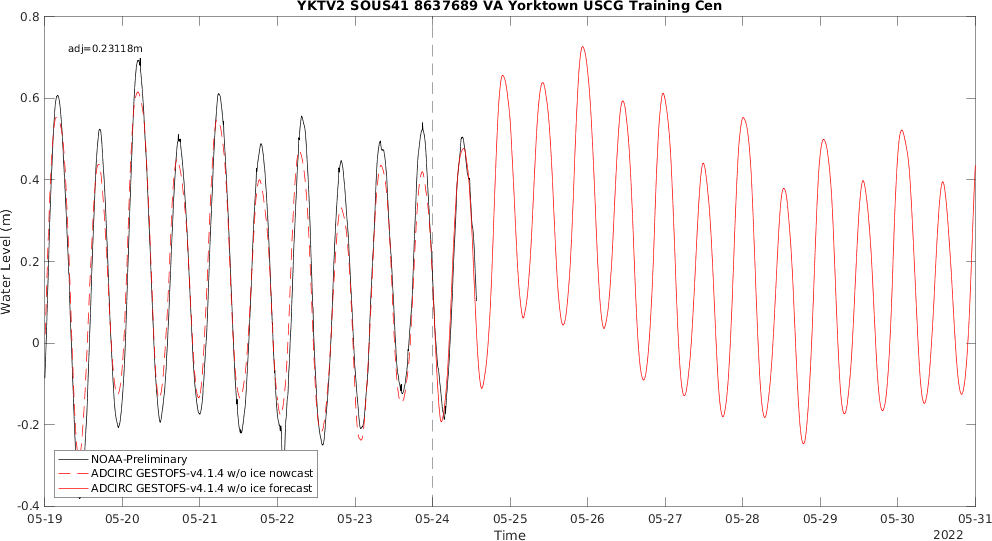 YKTV2 SOUS41 8637689 VA Yorktown USCG Training Cen
adj=0.23118m
0.8
0.6
0.4
0.2
0
-0.2
-0.4
Water Level (m)
NOAA-Preliminary
ADCIRC GESTOFS-v4.1.4 w/o ice nowcast
ADCIRC GESTOFS-v4.1.4 w/o ice forecast
05-19 05-20 05-21 05-22 05-23 05-24 05-25 05-26 05-27 05-28 05-29 05-30 05-31
Time
2022